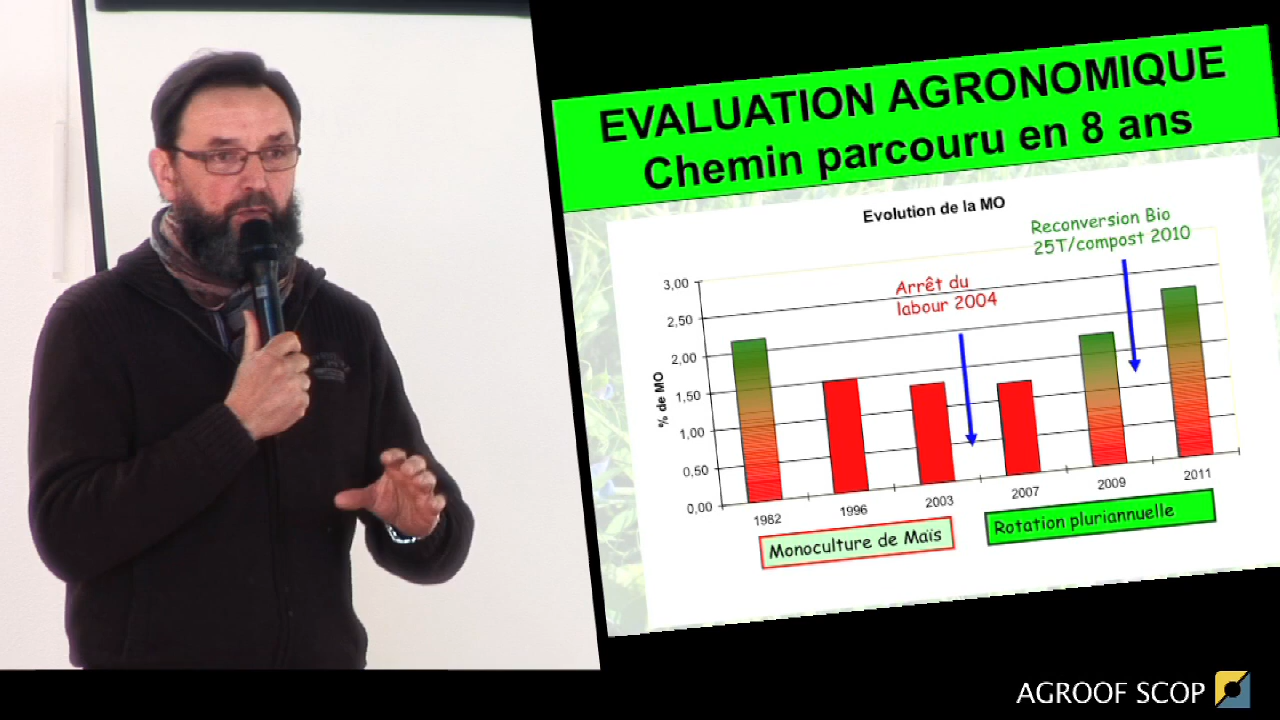 EVALUATION AGRONOMIQUE
Chemin parcouru en 8 ans
Evolution de la MO
Reconversion Bio
25T/compost 2010
Arrêt du
labour 2004
% de MO
3,00
2,50
2,00
1,50
1,00
0,50
0,00
1982
1996
2003
2007
2009
2011
Monoculture de Maïs
Rotation pluriannuelle
AGROOF SCOP